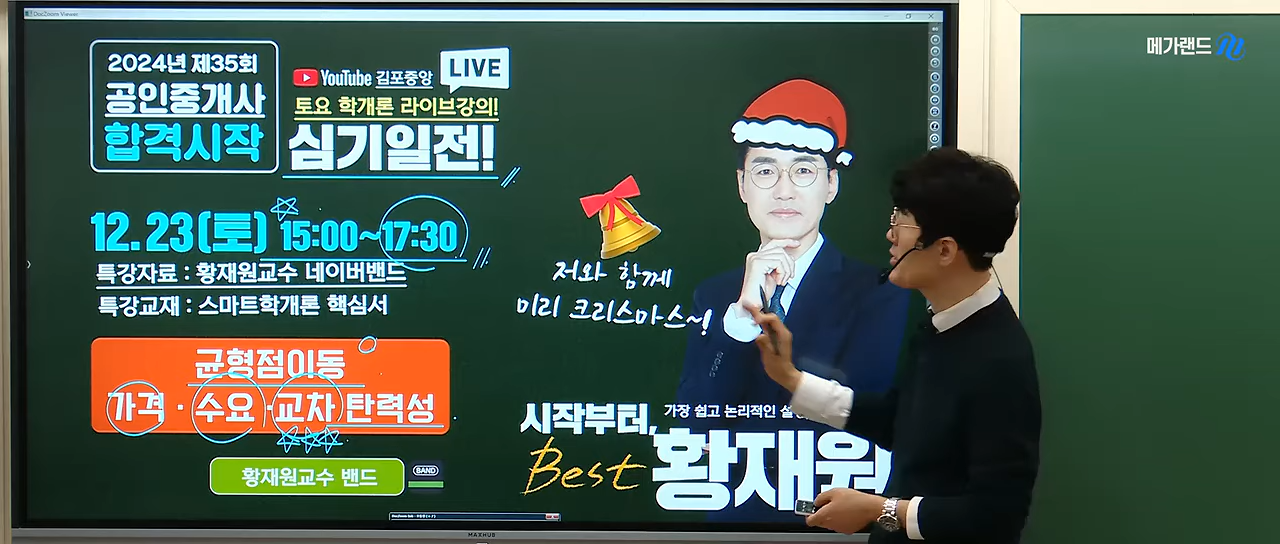 DocZoom Viewer
메가랜드
2024년 제35회
공인중개사
합격시작
YouTube 김포중앙 LIVE
토요 학개론 라이브강의!
심기일전!
12.23(토) 15:00~17:30
특강자료 : 황재원교수 네이버밴드
특강교재 : 스마트학개론 핵심서
균형점이동
가격 · 수요 · 교차 탄력성
황재원교수 밴드
BAND
저와 함께
미리 크리스마스~!
시작부터,
가장 쉽고 논리적인
Best 황재원
MAXHUB